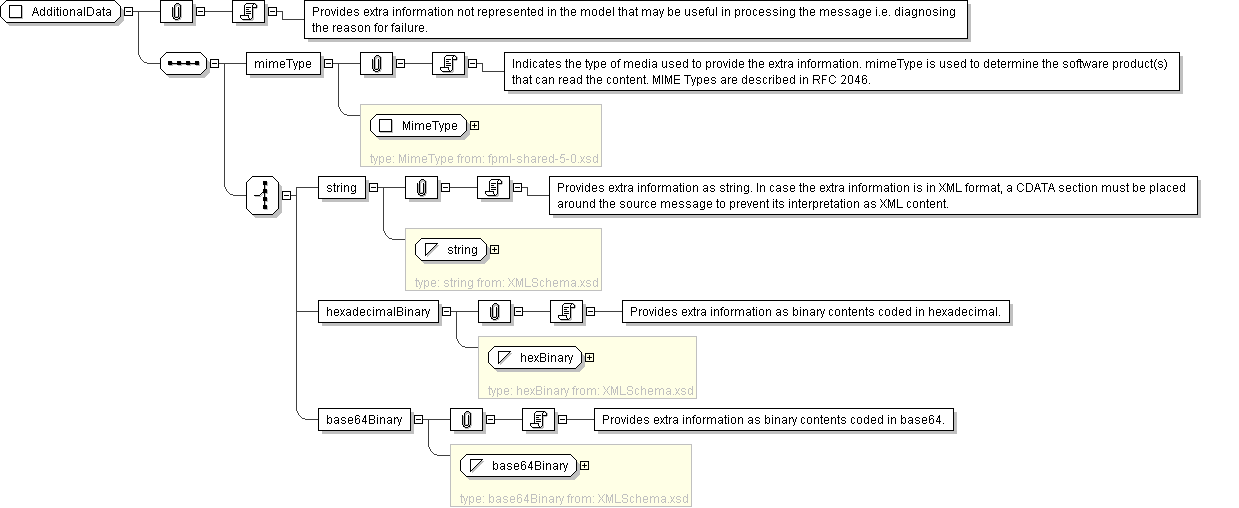 AdditionalData
Provides extra information not represented in the model that may be useful in processing the message i.e. diagnosing
the reason for failure.
mimeType
Indicates the type of media used to provide the extra information. mimeType is used to determine the software product(s)
that can read the content. MIME Types are described in RFC 2046.
MimeType
type: MimeType from: fpml-shared-5-0.xsd
string
Provides extra information as string. In case the extra information is in XML format, a CDATA section must be placed
around the source message to prevent its interpretation as XML content.
string
type: string from: XMLSchema.xsd
hexadecimalBinary
Provides extra information as binary contents coded in hexadecimal.
hexBinary
type: hexBinary from: XMLSchema.xsd
base64Binary
Provides extra information as binary contents coded in base64.
base64Binary
type: base64Binary from: XMLSchema.xsd